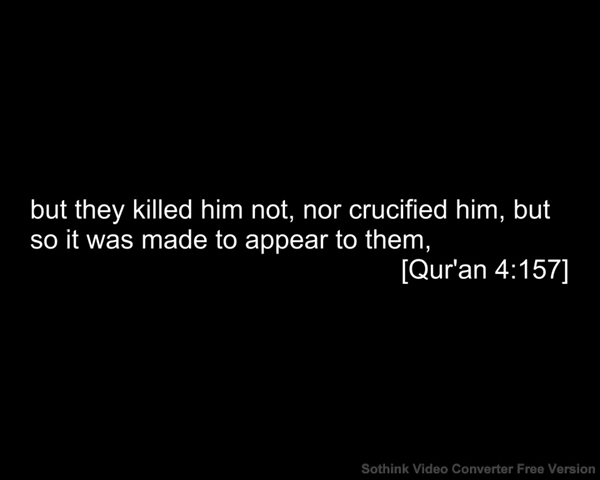 but they killed him not, nor crucified him, but
so it was made to appear to them,
[Qur'an 4:157]
Sothink Video Converter Free Version